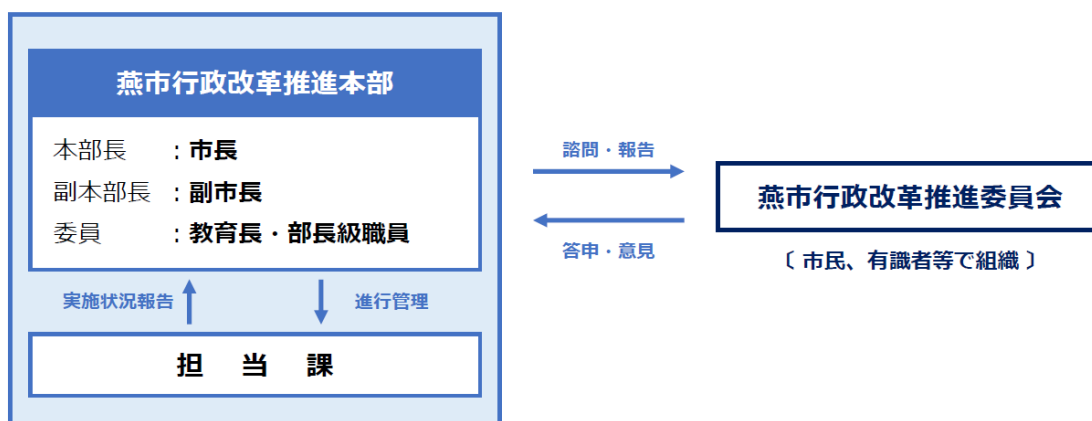 燕市行政改革推進本部
本部長　：市長
副本部長　：副市長
委員　：教育長・部長級職員
実施状況報告
進行管理
担　当　課
諮問・報告
答申・意見
燕市行政改革推進委員会
〔 市民、有識者等で組織 〕